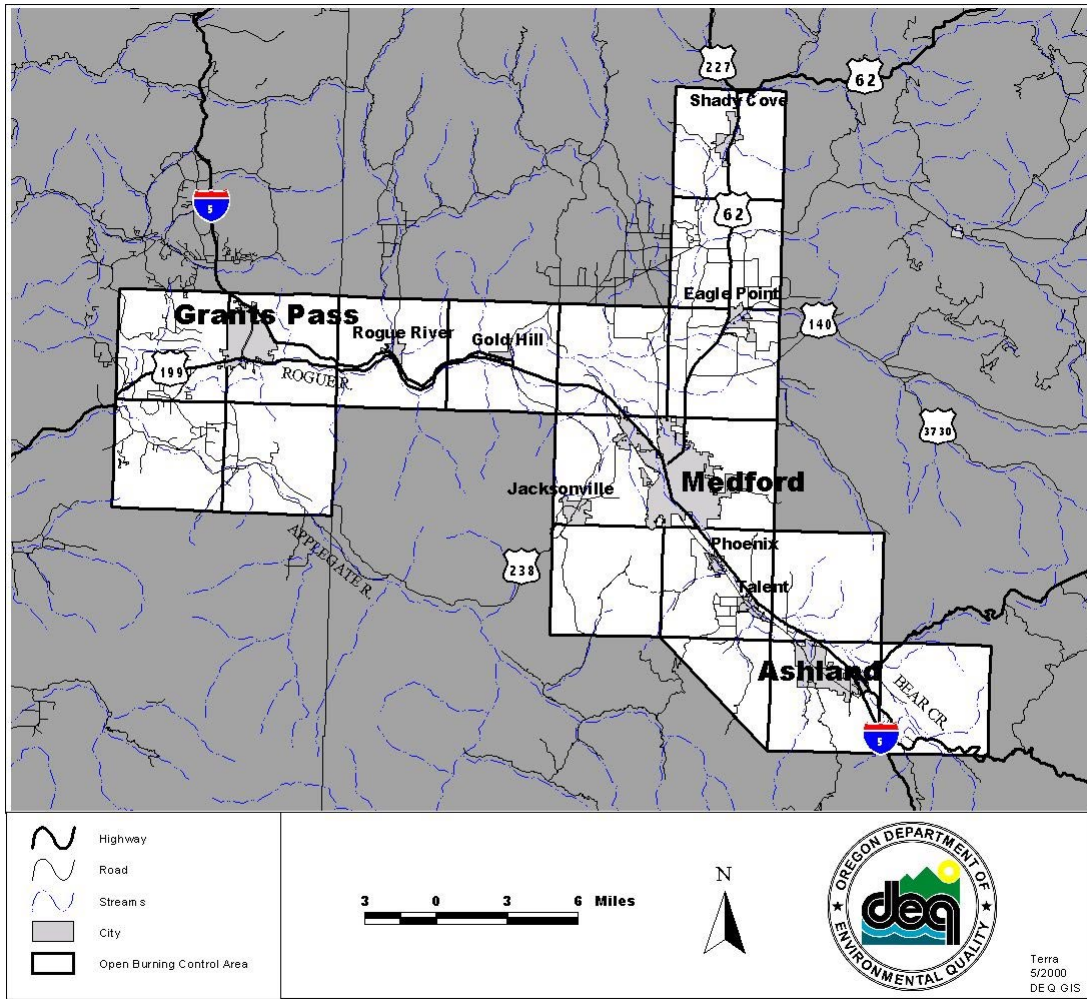 227
62
Shady Cove
5
62
Eagle Point
140
Grants Pass
Rogue River
Gold Hill
199
ROGUE R.
3730
Medford
Jacksonville
Phoenix
APPLEGATE R.
238
Talent
Ashland
BEAR CR.
5
Highway
Road
Streams
City
Open Burning Control Area
3 0 3 6 Miles
N
OREGON DEPARTMENT OF
deq
ENVIRONMENTAL QUALITY
Terra
5/2000
DEQ GIS